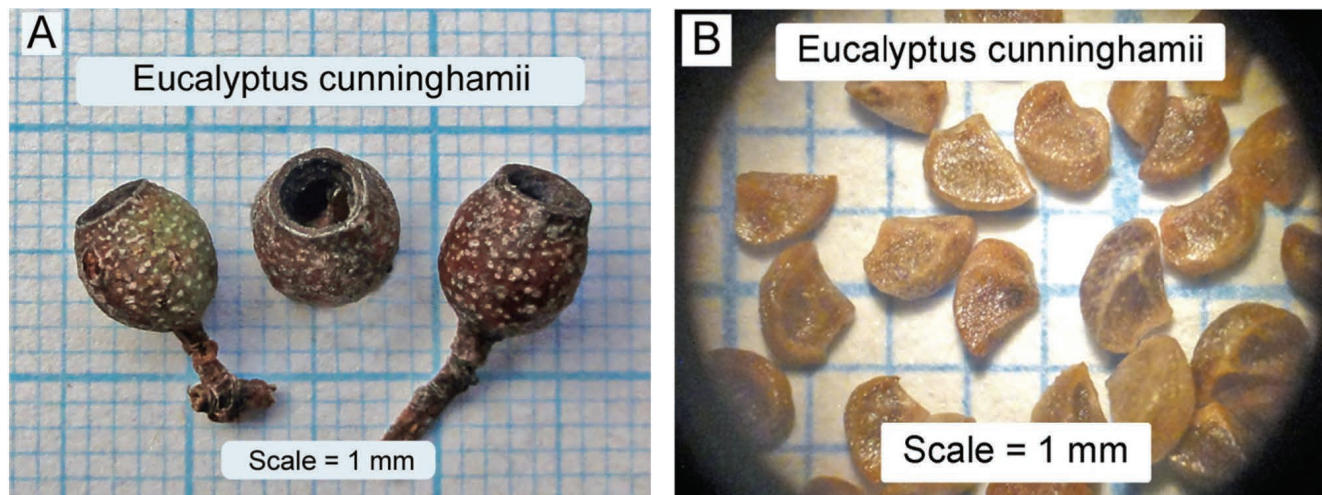 A
Eucalyptus cunninghamii
Scale = 1 mm
B
Eucalyptus cunninghamii
Scale = 1 mm